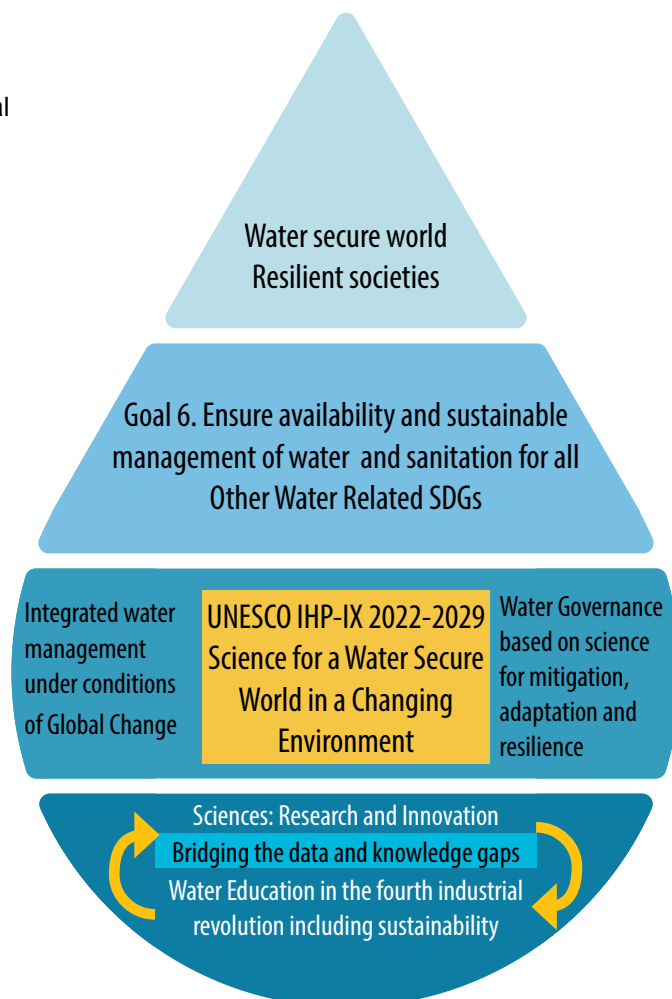 al
Water secure world
Resilient societies
Goal 6. Ensure availability and sustainable
management of water and sanitation for all
Other Water Related SDGs
Integrated water
management
under conditions
of Global Change
UNESCO IHP-IX 2022-2029
Science for a Water Secure
World in a Changing
Environment
Water Governance
based on science
for mitigation,
adaptation and
resilience
Sciences: Research and Innovation
Bridging the data and knowledge gaps
Water Education in the fourth industrial
revolution including sustainability